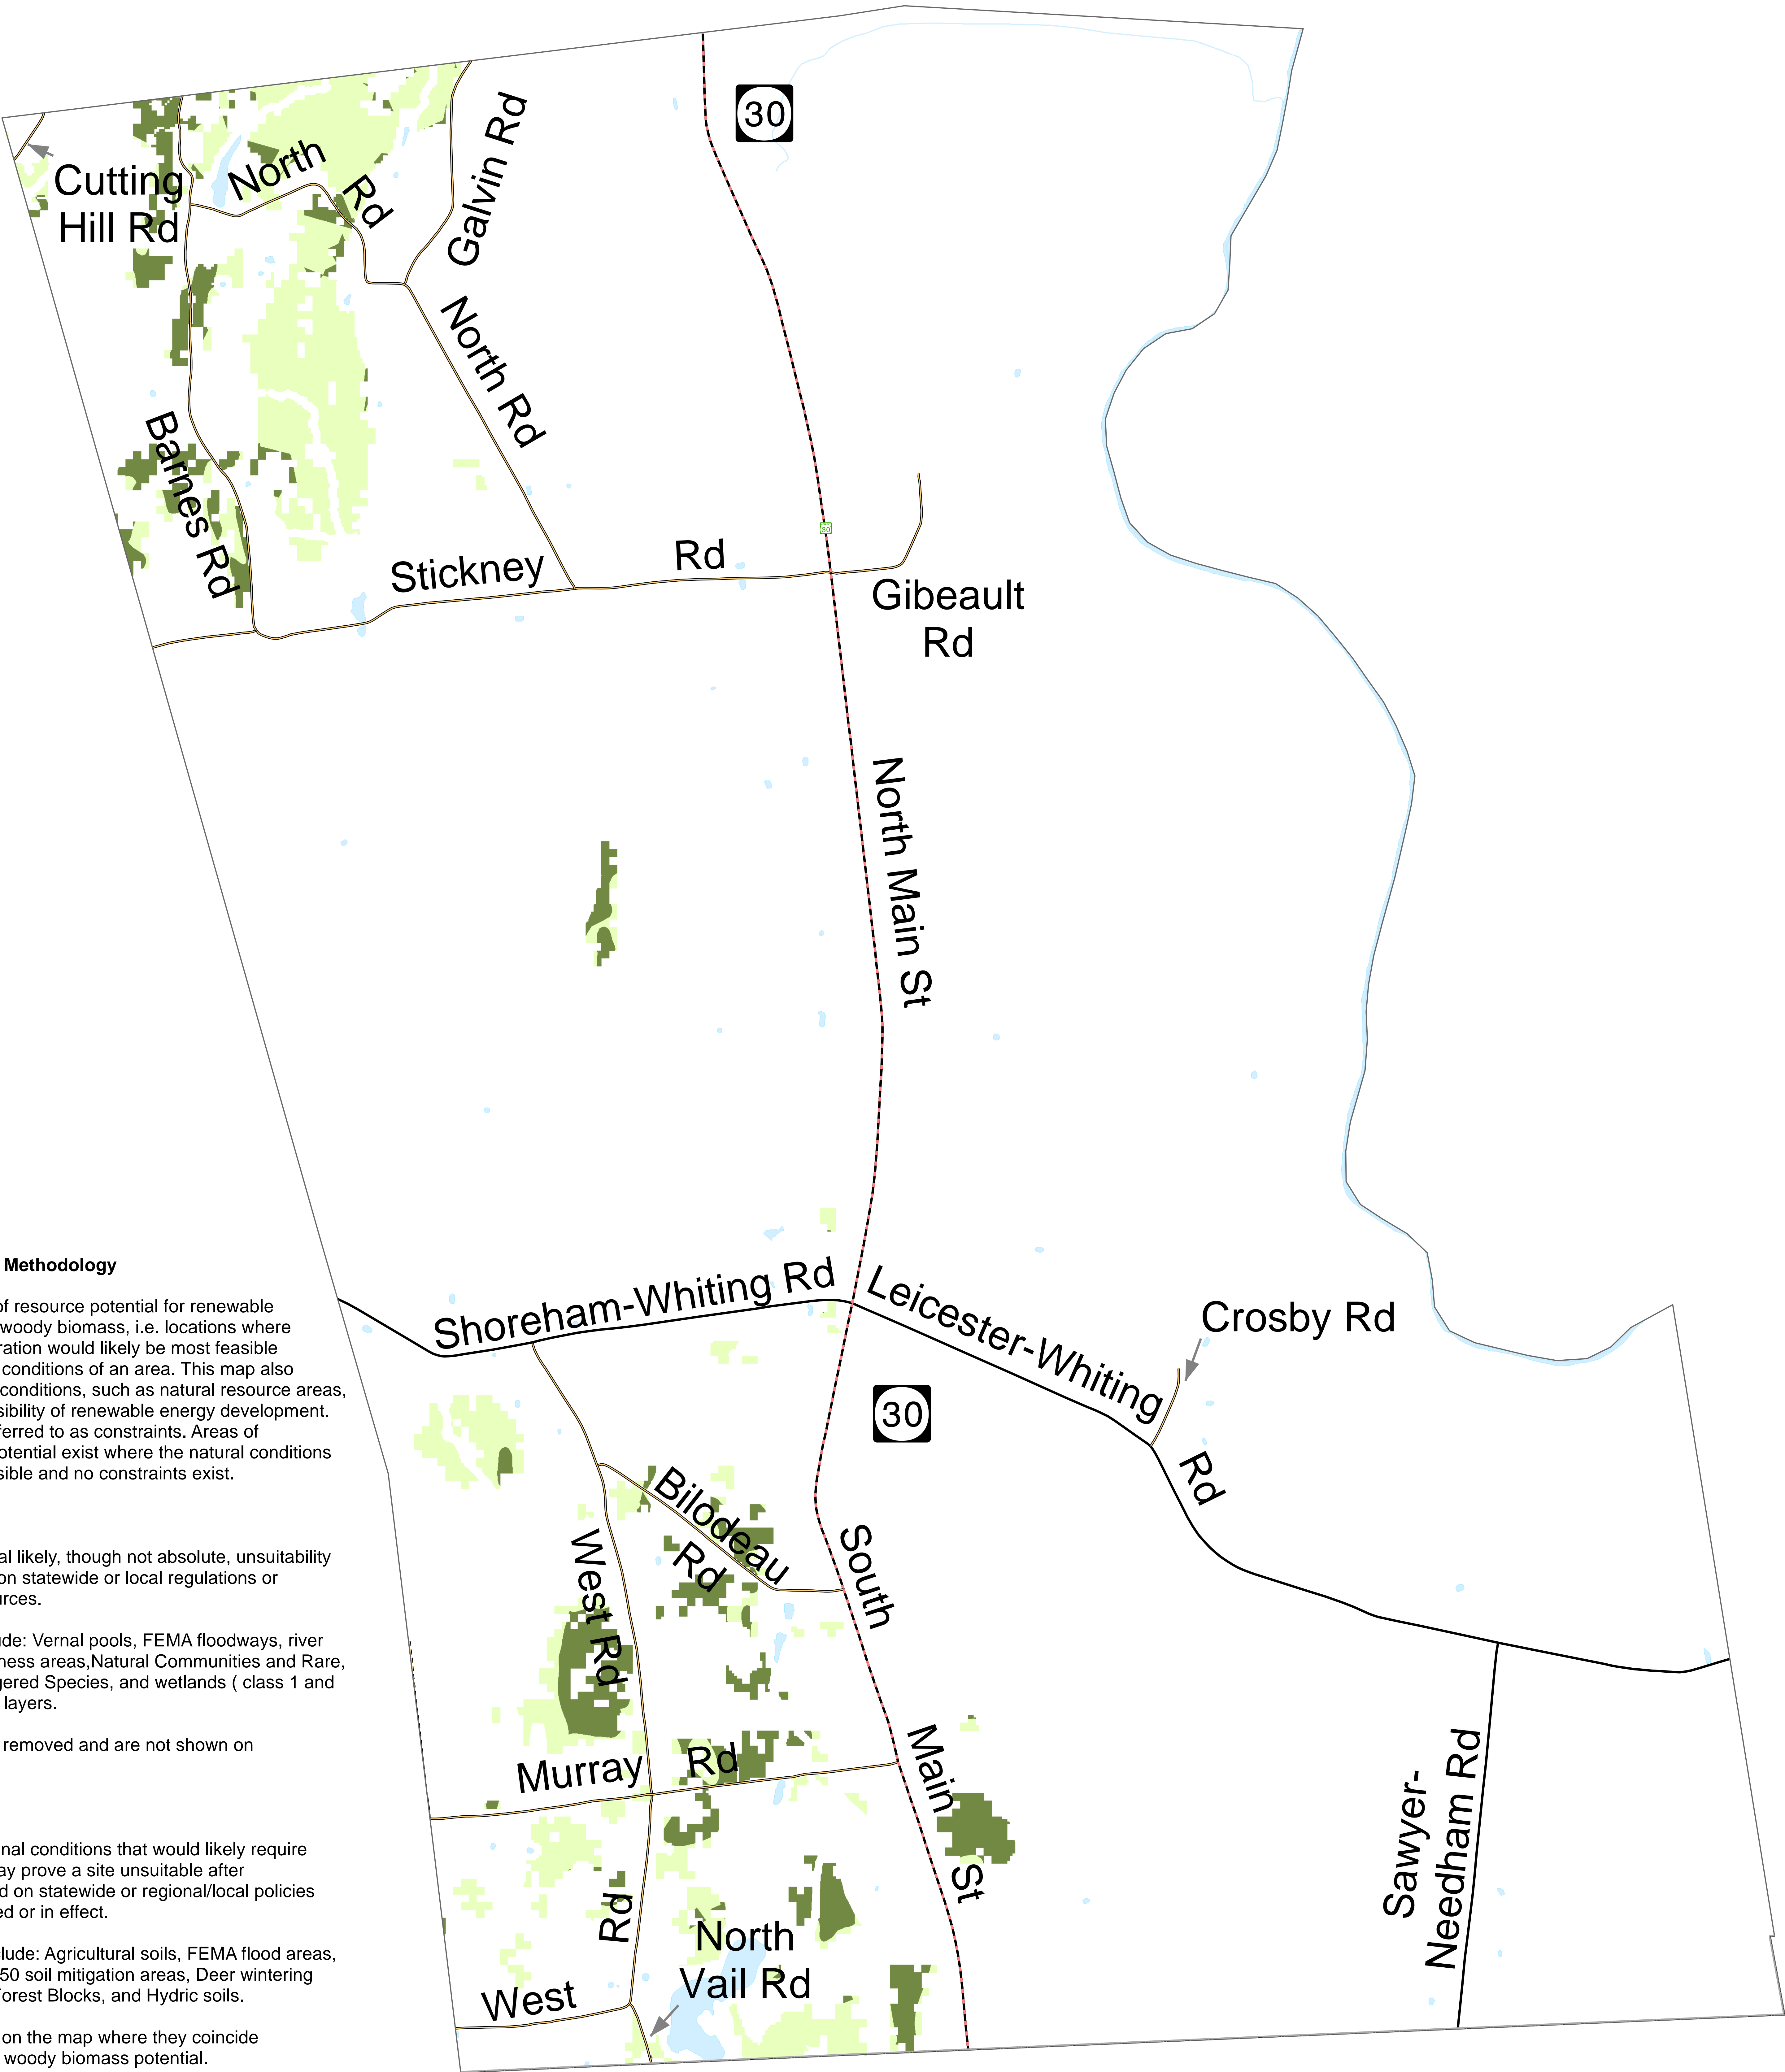 30
Cutting
Hill Rd
North
Rd
Galvin Rd
North Rd
Barnes Rd
30
Stickney
Rd
Gibeault
Rd
North Main St
Shoreham-Whiting Rd
Leicester-Whiting
Rd
Crosby Rd
30
Bilodeau
Rd
West Rd
South
Main
St
Murray
Rd
Rd
North
Vail Rd
West
Sawyer-
Needham Rd
Methodology
of resource potential for renewable
woody biomass, i.e. locations where
ration would likely be most feasible
conditions of an area. This map also
conditions, such as natural resource areas,
sibility of renewable energy development.
ferred to as constraints. Areas of
otential exist where the natural conditions
sible and no constraints exist.
al likely, though not absolute, unsuitability
on statewide or local regulations or
urces.
ude: Vernal pools, FEMA floodways, river
ness areas,Natural Communities and Rare,
gered Species, and wetlands ( class 1 and
layers.
removed and are not shown on
nal conditions that would likely require
ay prove a site unsuitable after
d on statewide or regional/local policies
ed or in effect.
clude: Agricultural soils, FEMA flood areas,
50 soil mitigation areas, Deer wintering
Forest Blocks, and Hydric soils.
on the map where they coincide
woody biomass potential.